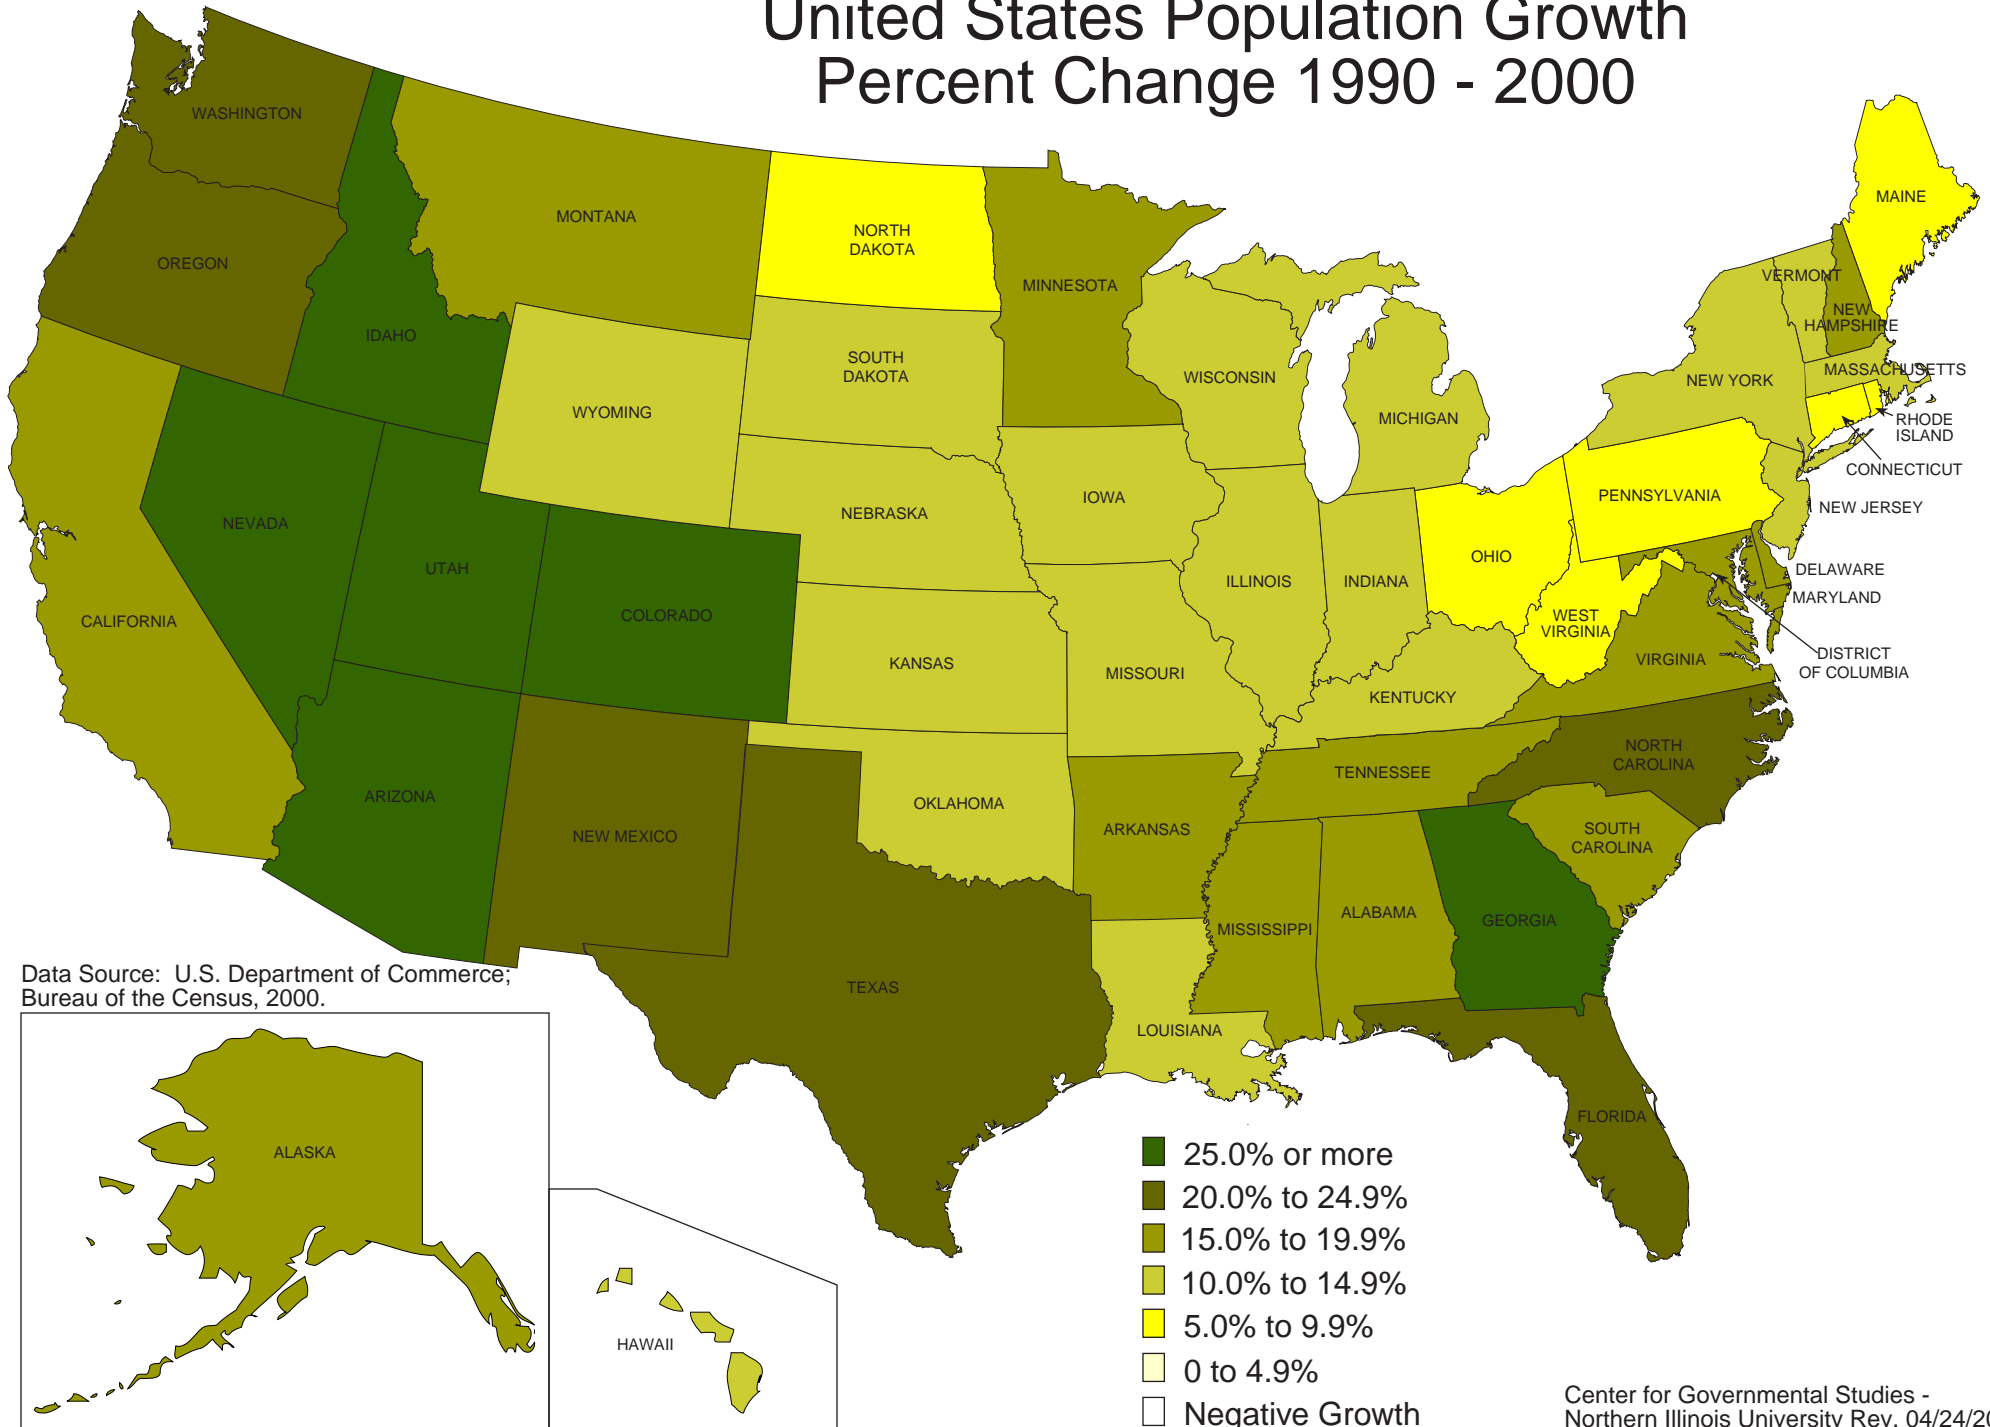 United States Population Growth
Percent Change 1990 - 2000
WASHINGTON
OREGON
IDAHO
MONTANA
NORTH
DAKOTA
MINNESOTA
SOUTH
DAKOTA
WYOMING
WISCONSIN
MICHIGAN
VERMONT
MAINE
NEW
HAMPSHIRE
NEW YORK
MASSACHUSETTS
RHODE
ISLAND
CONNECTICUT
NEW JERSEY
PENNSYLVANIA
NEVADA
UTAH
COLORADO
CALIFORNIA
NEBRASKA
IOWA
ILLINOIS
INDIANA
OHIO
WEST
VIRGINIA
DELAWARE
MARYLAND
DISTRICT
OF COLUMBIA
VIRGINIA
KANSAS
MISSOURI
KENTUCKY
ARIZONA
NEW MEXICO
OKLAHOMA
ARKANSAS
TENNESSEE
NORTH
CAROLINA
SOUTH
CAROLINA
TEXAS
LOUISIANA
MISSISSIPPI
ALABAMA
GEORGIA
FLORIDA
Data Source: U.S. Department of Commerce;
Bureau of the Census, 2000.
ALASKA
HAWAII
25.0% or more
20.0% to 24.9%
15.0% to 19.9%
10.0% to 14.9%
5.0% to 9.9%
0 to 4.9%
Negative Growth
Center for Governmental Studies -
Northern Illinois University Rev. 04/24/20